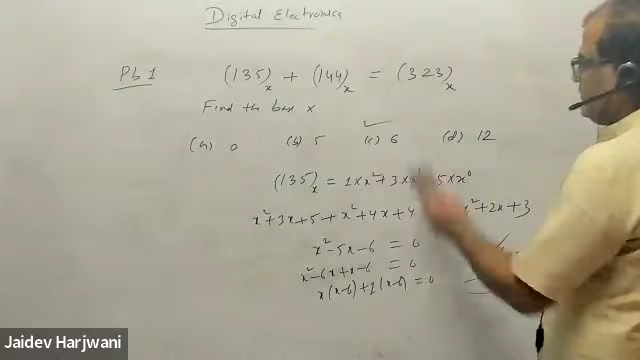 Digital Electronics
Pb 1 (135)x + (144)x = (323)x
Find the base x
(a) 0 (b) 5 (c) 6 (d) 12
(135)x = 1×x²+3×x 5×x⁰
x²+3x+5+x²+4x+4 x²+2x+3
x²-5x-6 = 0
x²-6x+x-6 = 0
x(x-6)+1(x-6) = 0
Jaidev Harjwani